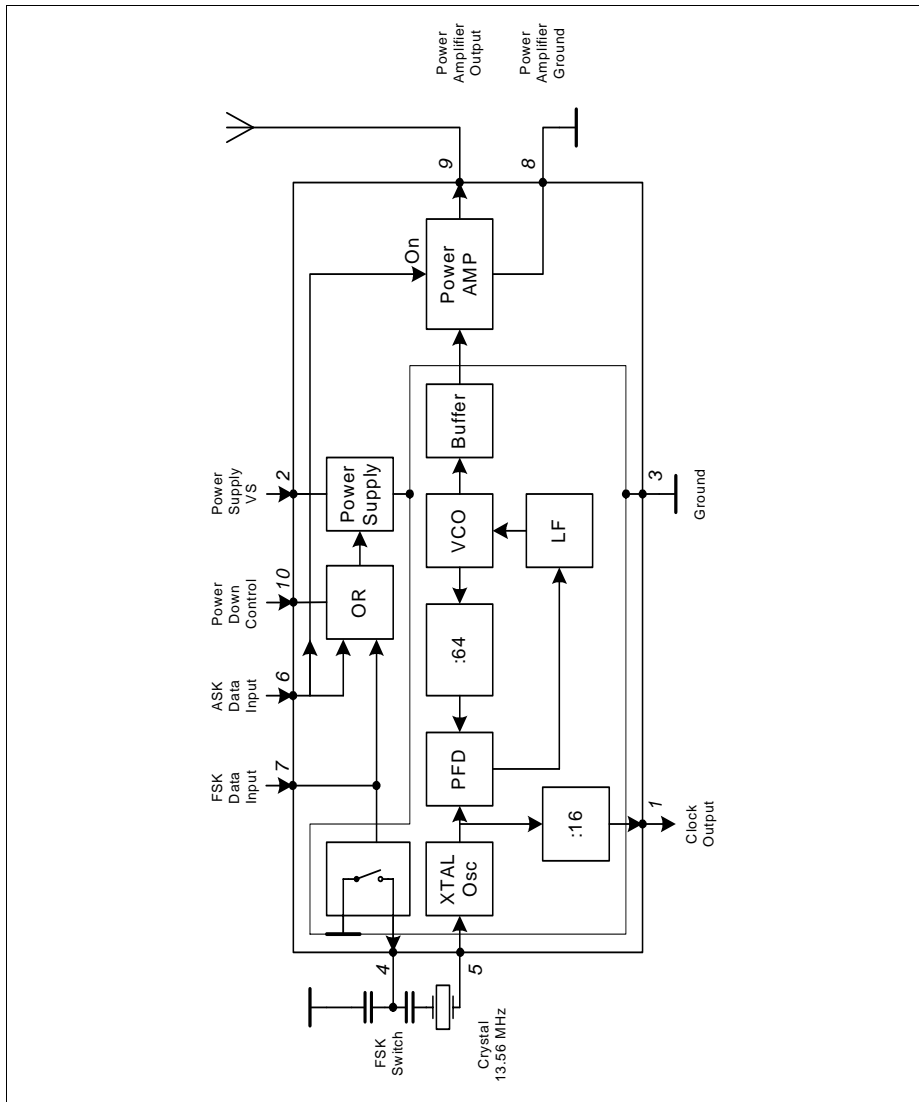 Power
Amplifier
Output
Power
Amplifier
Ground
9
8
On
Power
AMP
Power
Supply
VS
2
Power
Supply
Buffer
Power
Down
Control
10
OR
VCO
LF
3
Ground
ASK
Data
Input
6
:64
FSK
Data
Input
7
PFD
:16
1
Clock
Output
XTAL
Osc
4
5
FSK
Switch
Crystal
13.56 MHz